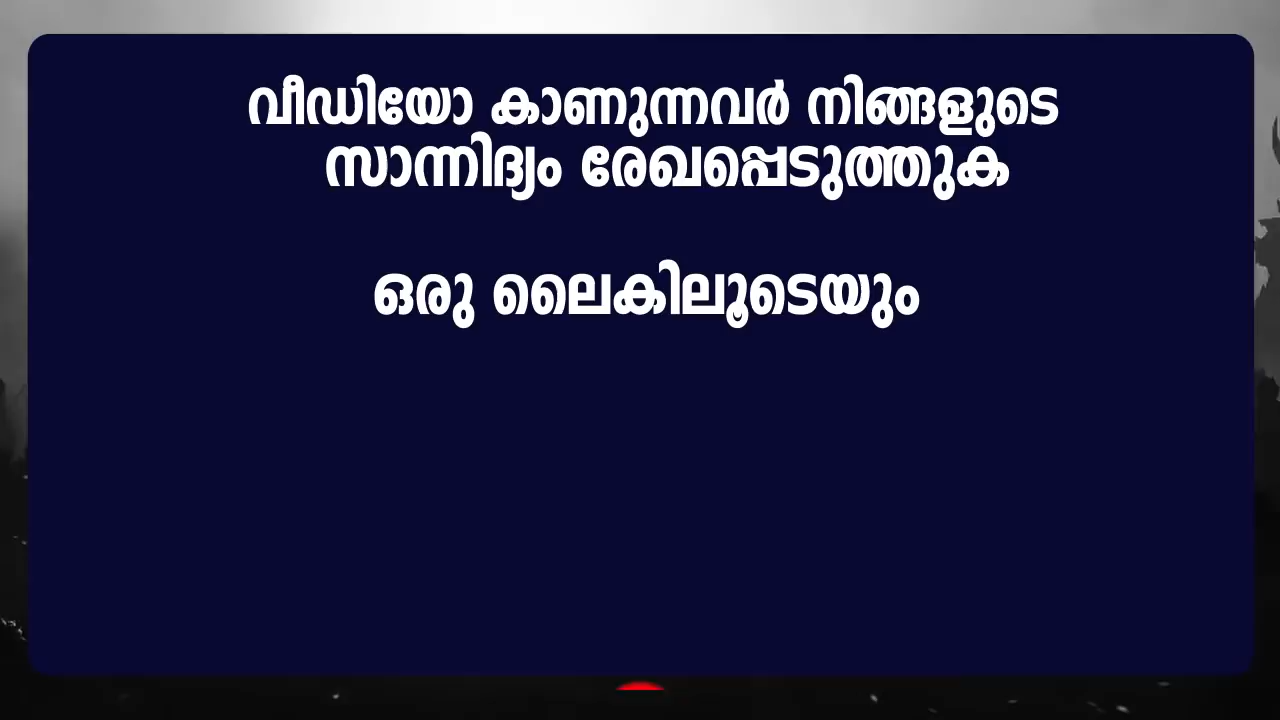 വീഡിയോ കാണുന്നവർ നിങ്ങളുടെ
സാന്നിദ്യം രേഖപ്പെടുത്തുക
ഒരു ലൈകിലൂടെയും